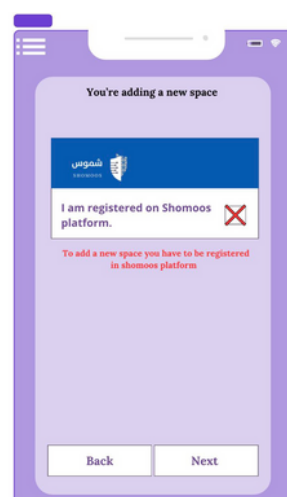 You're adding a new space
شموس
SHOMOOS
I am registered on Shomoos
platform.
To add a new space you have to be registered
in shomoos platform
Back
Next